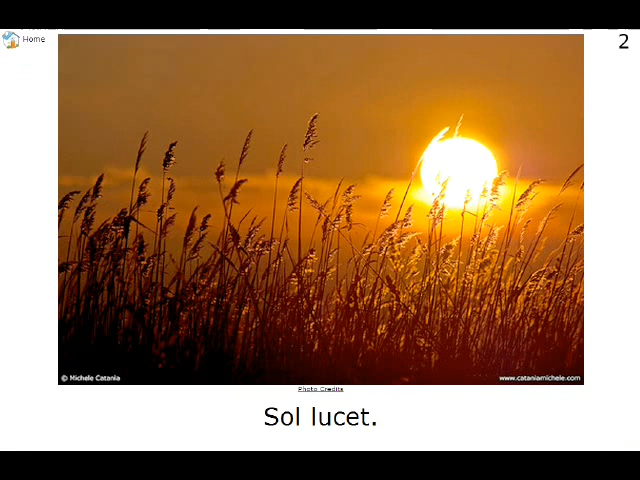 Home
2
© Michele Catania
www.cataniamichele.com
Photo Credits
Sol lucet.